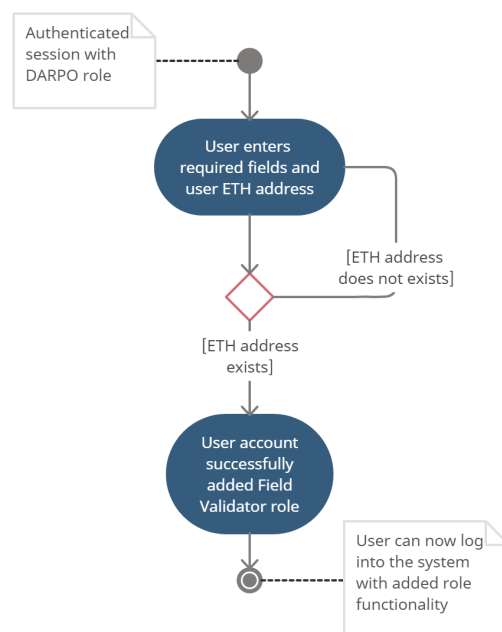 Authenticated
session with
DARPO role
User enters
required fields and
user ETH address
[ETH address
does not exists]
[ETH address
exists]
User account
successfully
added Field
Validator role
User can now log
into the system
with added role
functionality